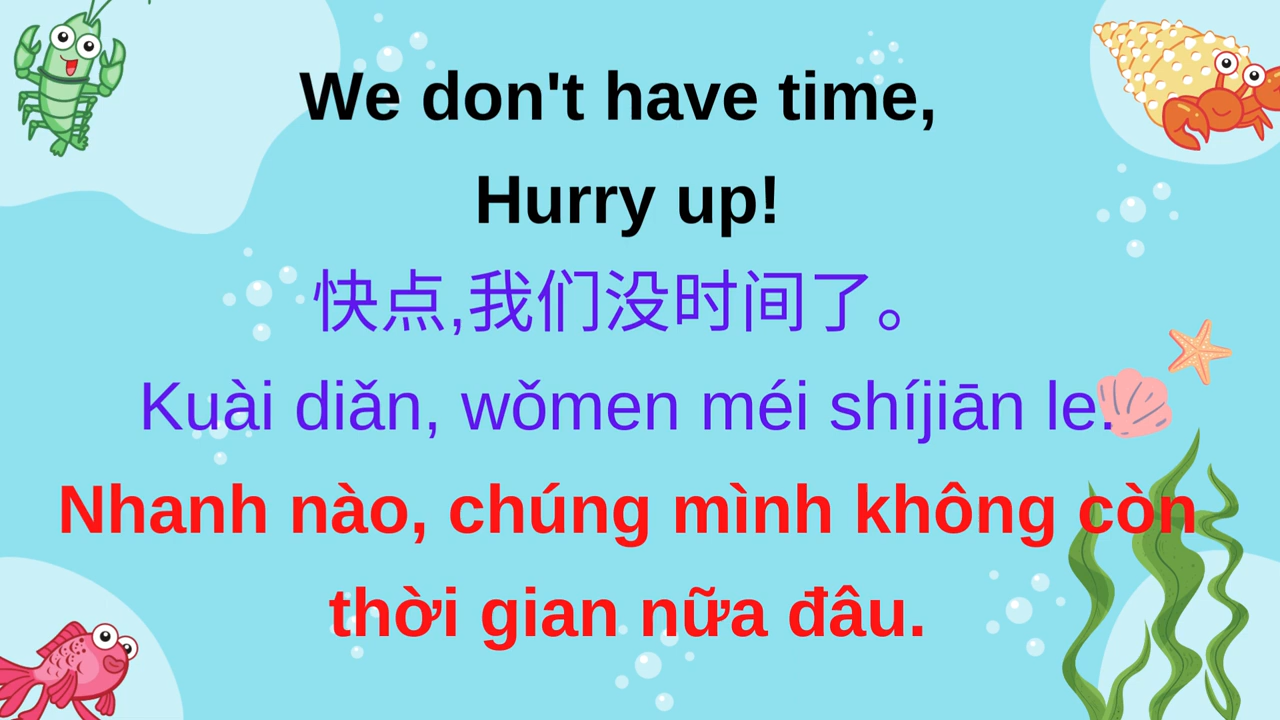 We don't have time,
Hurry up!
快点,我们没时间了。
Kuài diǎn, wǒmen méi shíjiān le.
Nhanh nào, chúng mình không còn
thời gian nữa đâu.